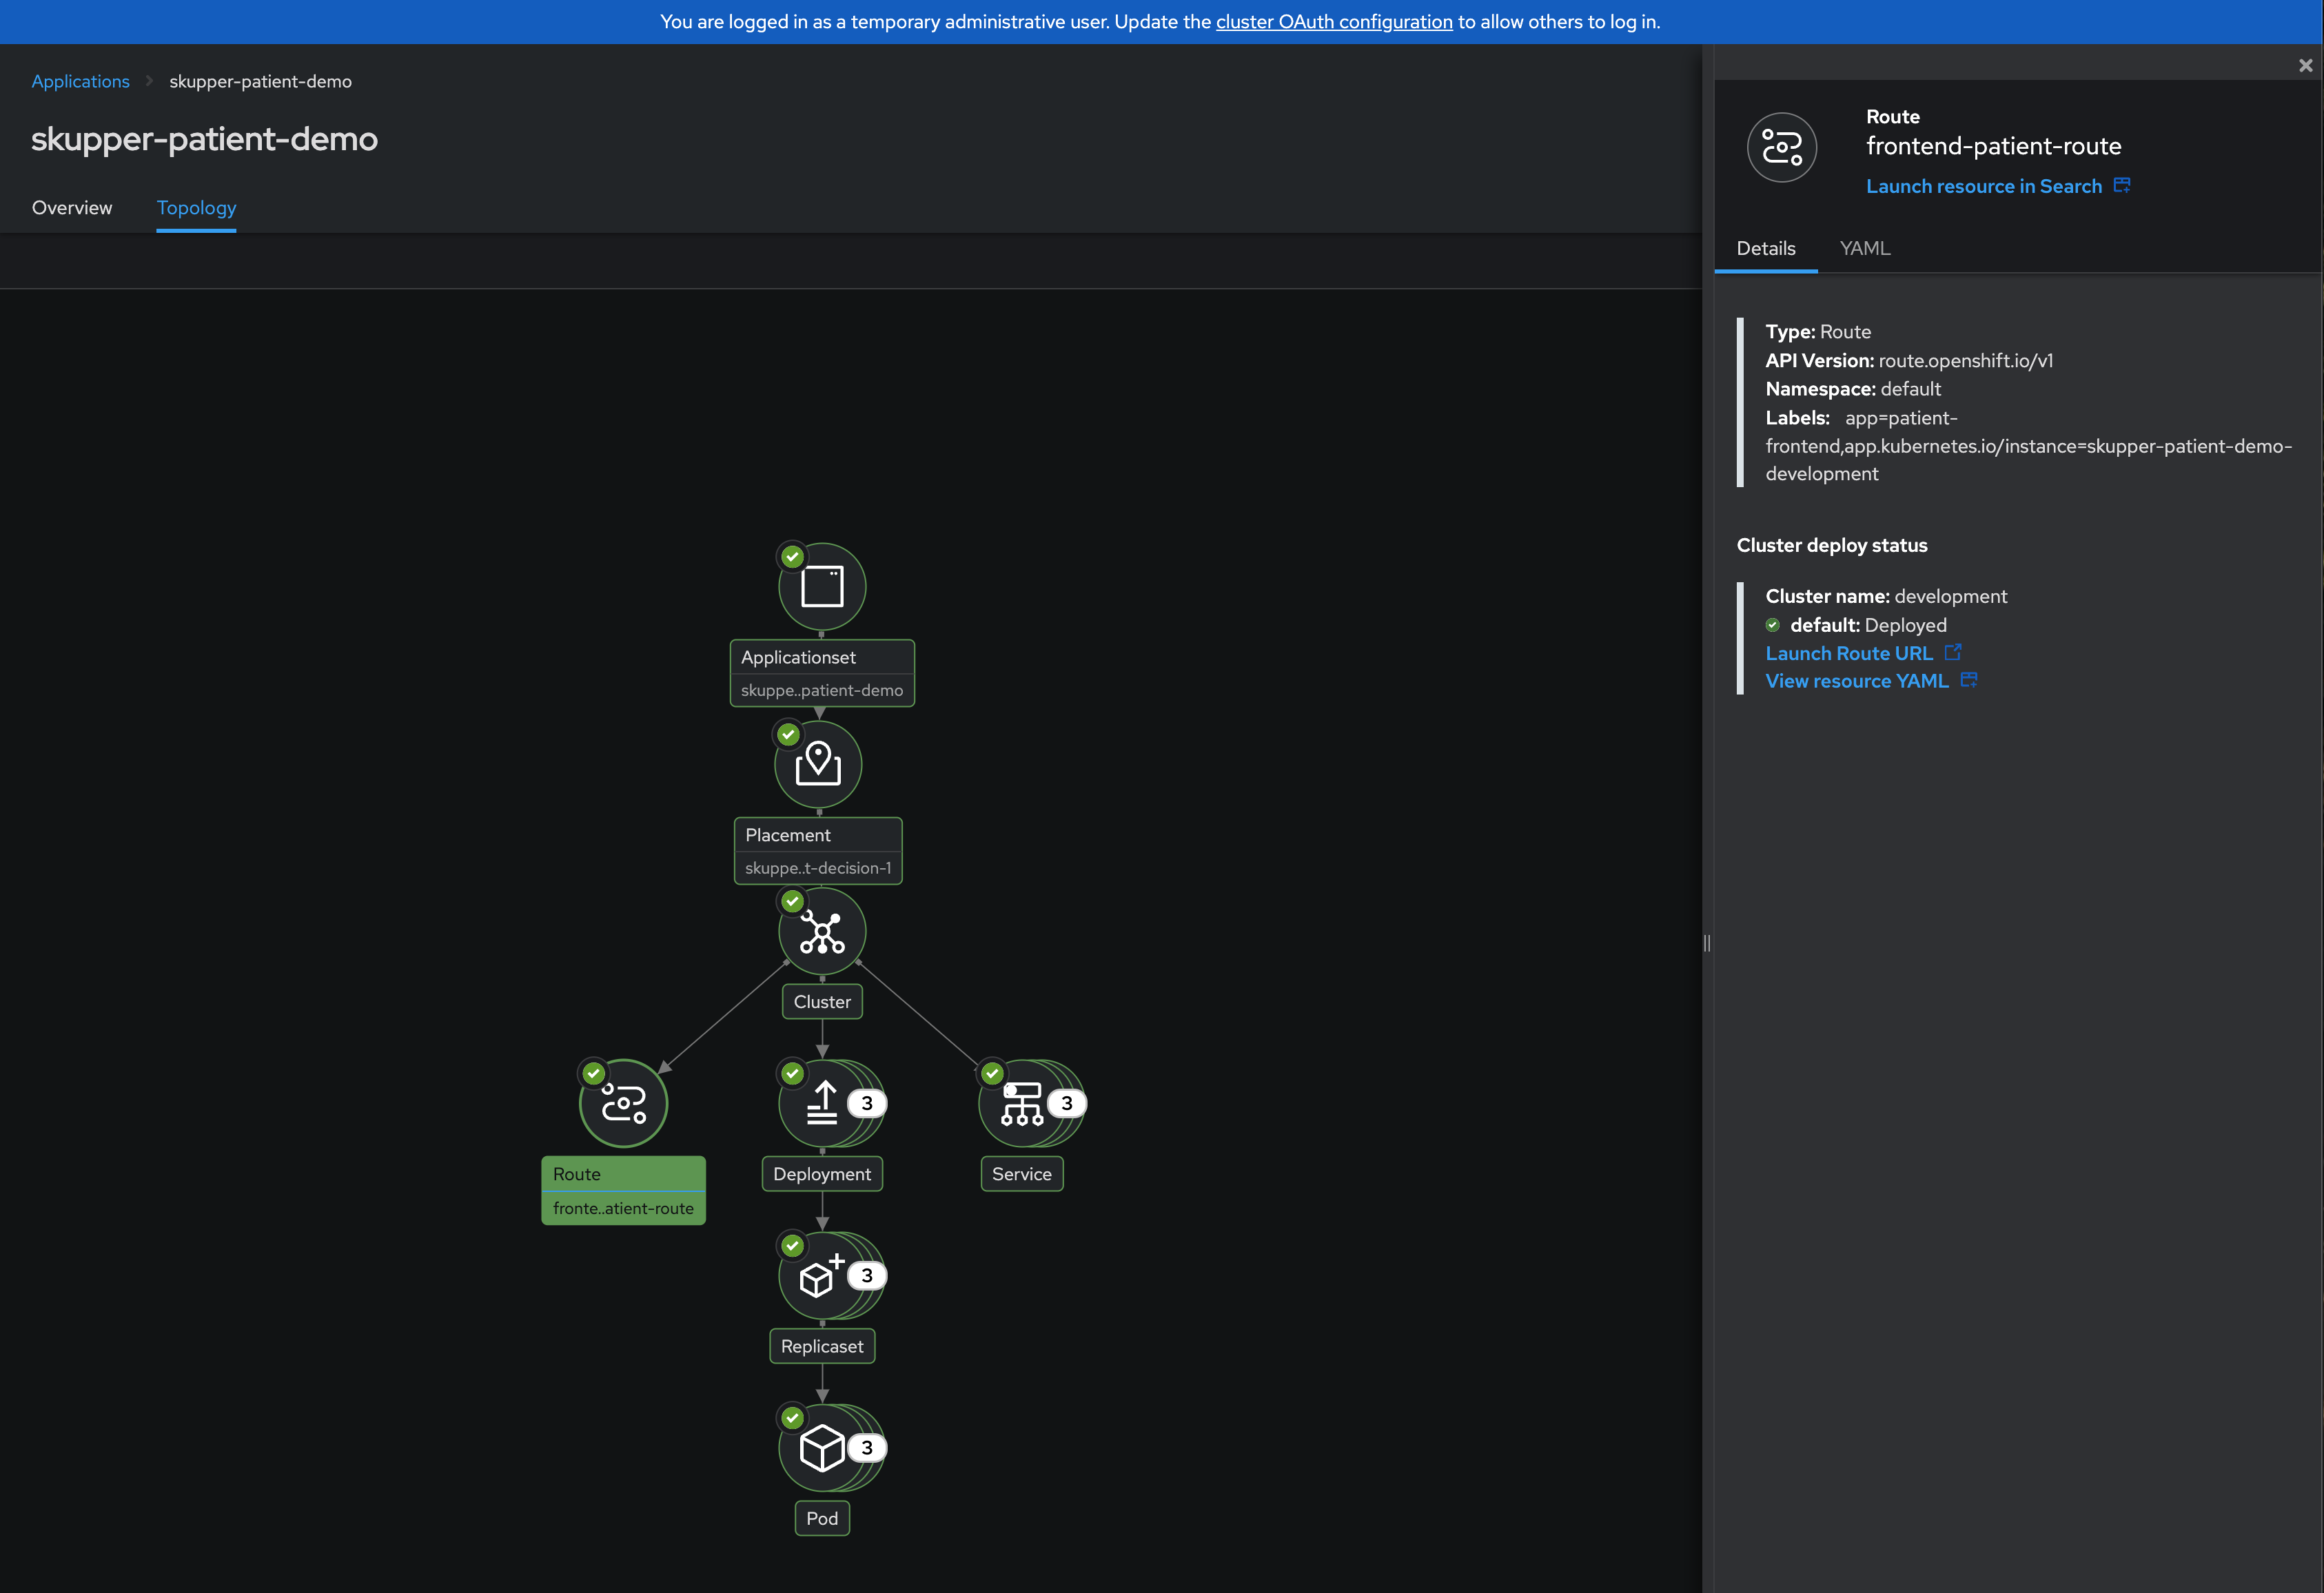 You are logged in as a temporary administrative user. Update the cluster OAuth configuration to allow others to log in.
Applications
skupper-patient-demo
skupper-patient-demo
Overview
Topology
Applicationset
skuppe..patient-demo
Placement
skuppe..t-decision-1
Cluster
3
3
Route
fronte..atient-route
Deployment
Service
3
Replicaset
3
Pod
Route
frontend-patient-route
Launch resource in Search
Details
YAML
Type: Route
API Version: route.openshift.io/v1
Namespace: default
Labels: app=patient-
frontend,app.kubernetes.io/instance=skupper-patient-demo-
development
Cluster deploy status
Cluster name: development
default: Deployed
Launch Route URL
View resource YAML